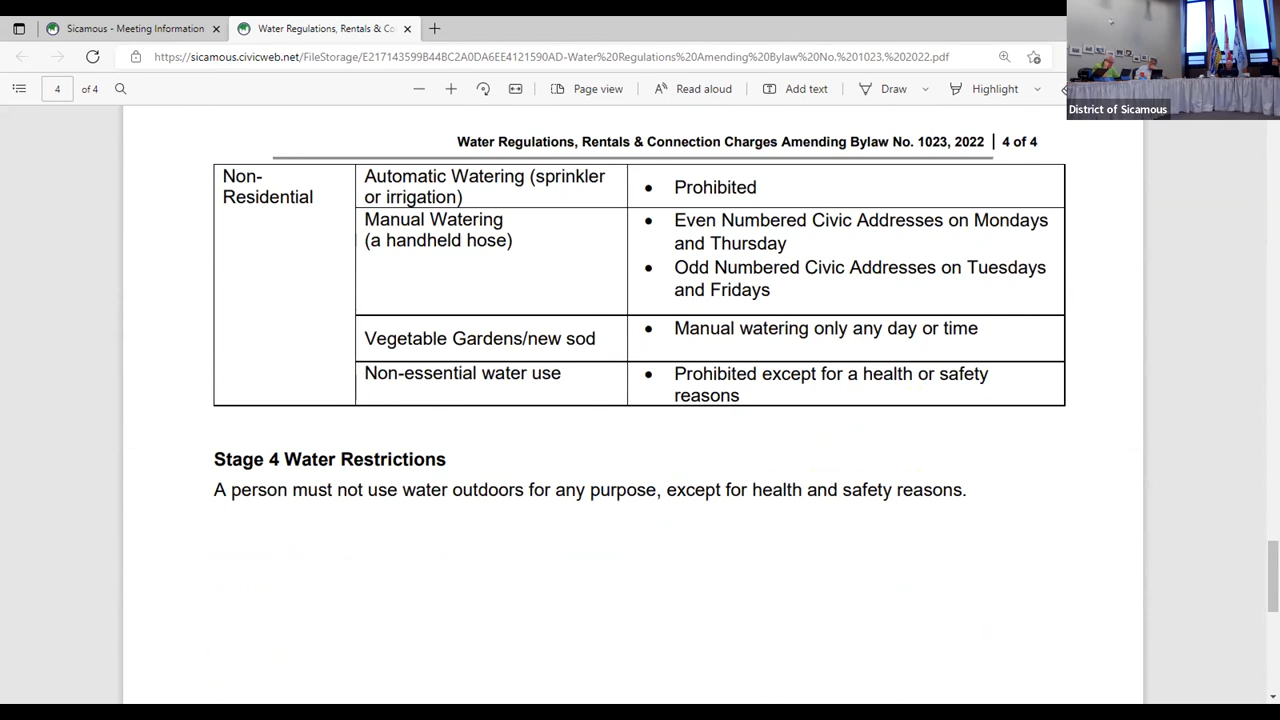 Sicamous - Meeting Information
Water Regulations, Rentals & Co
https://sicamous.civicweb.net/FileStorage/E217143599B44BC2A0DA6EE4121590AD-Water%20Regulations%20Amending%20Bylaw%20No.%201023,%202022.pdf
4 of 4
Page view
Read aloud
Add text
Draw
Highlight
District of Sicamous
Water Regulations, Rentals & Connection Charges Amending Bylaw No. 1023, 2022 | 4 of 4
Non-
Residential
Automatic Watering (sprinkler
or irrigation)
• Prohibited
Manual Watering
(a handheld hose)
• Even Numbered Civic Addresses on Mondays
and Thursday
• Odd Numbered Civic Addresses on Tuesdays
and Fridays
Vegetable Gardens/new sod
• Manual watering only any day or time
Non-essential water use
• Prohibited except for a health or safety
reasons
Stage 4 Water Restrictions
A person must not use water outdoors for any purpose, except for health and safety reasons.